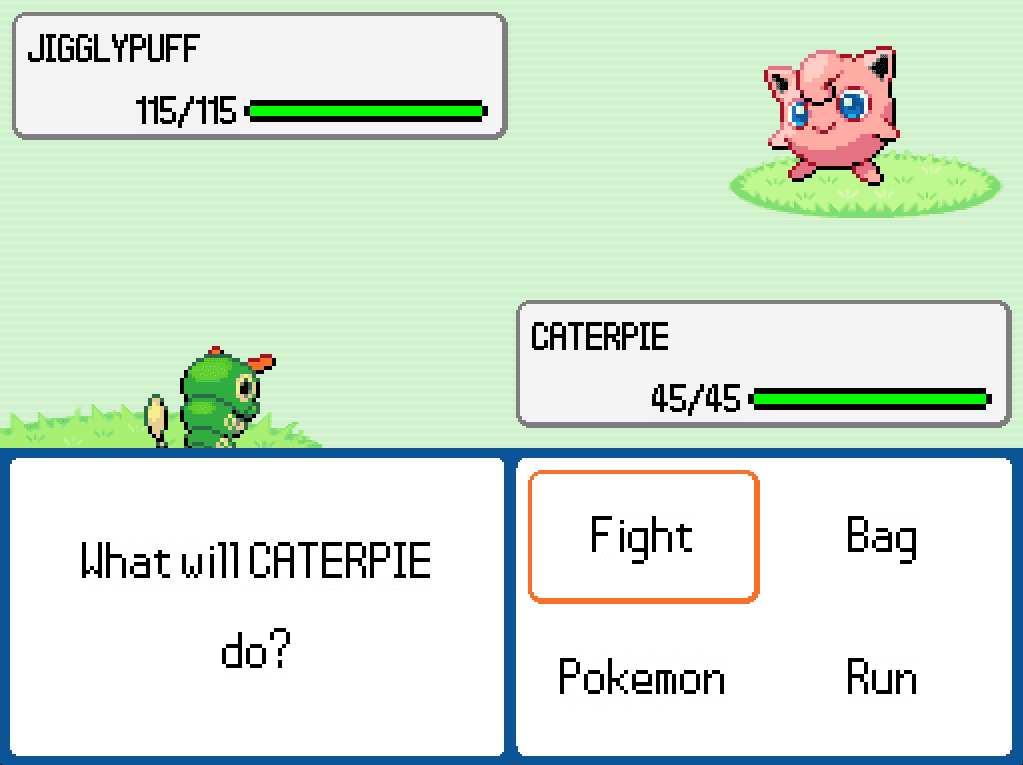 JIGGLYPUFF
115/115
CATERPIE
45/45
What will CATERPIE
do?
Fight
Bag
Pokemon
Run